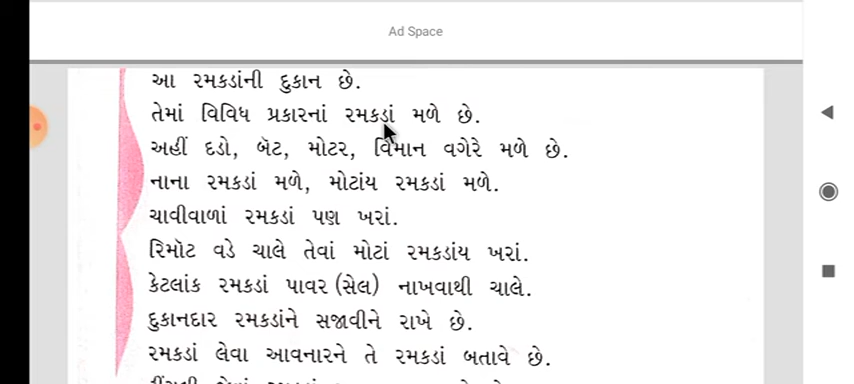 Ad Space
આ રમકડાંની દુકાન છે.
તેમાં વિવિધ પ્રકારનાં રમકડાં મળે છે.
અહીં દડો, બૅટ, મોટર, વિમાન વગેરે મળે છે.
નાના રમકડાં મળે, મોટાંય રમકડાં મળે.
ચાવીવાળાં રમકડાં પણ ખરાં.
રિમૉટ વડે ચાલે તેવાં મોટાં રમકડાંય ખરાં.
કેટલાંક રમકડાં પાવર (સેલ) નાખવાથી ચાલે.
દુકાનદાર રમકડાંને સજાવીને રાખે છે.
રમકડાં લેવા આવનારને તે રમકડાં બતાવે છે.